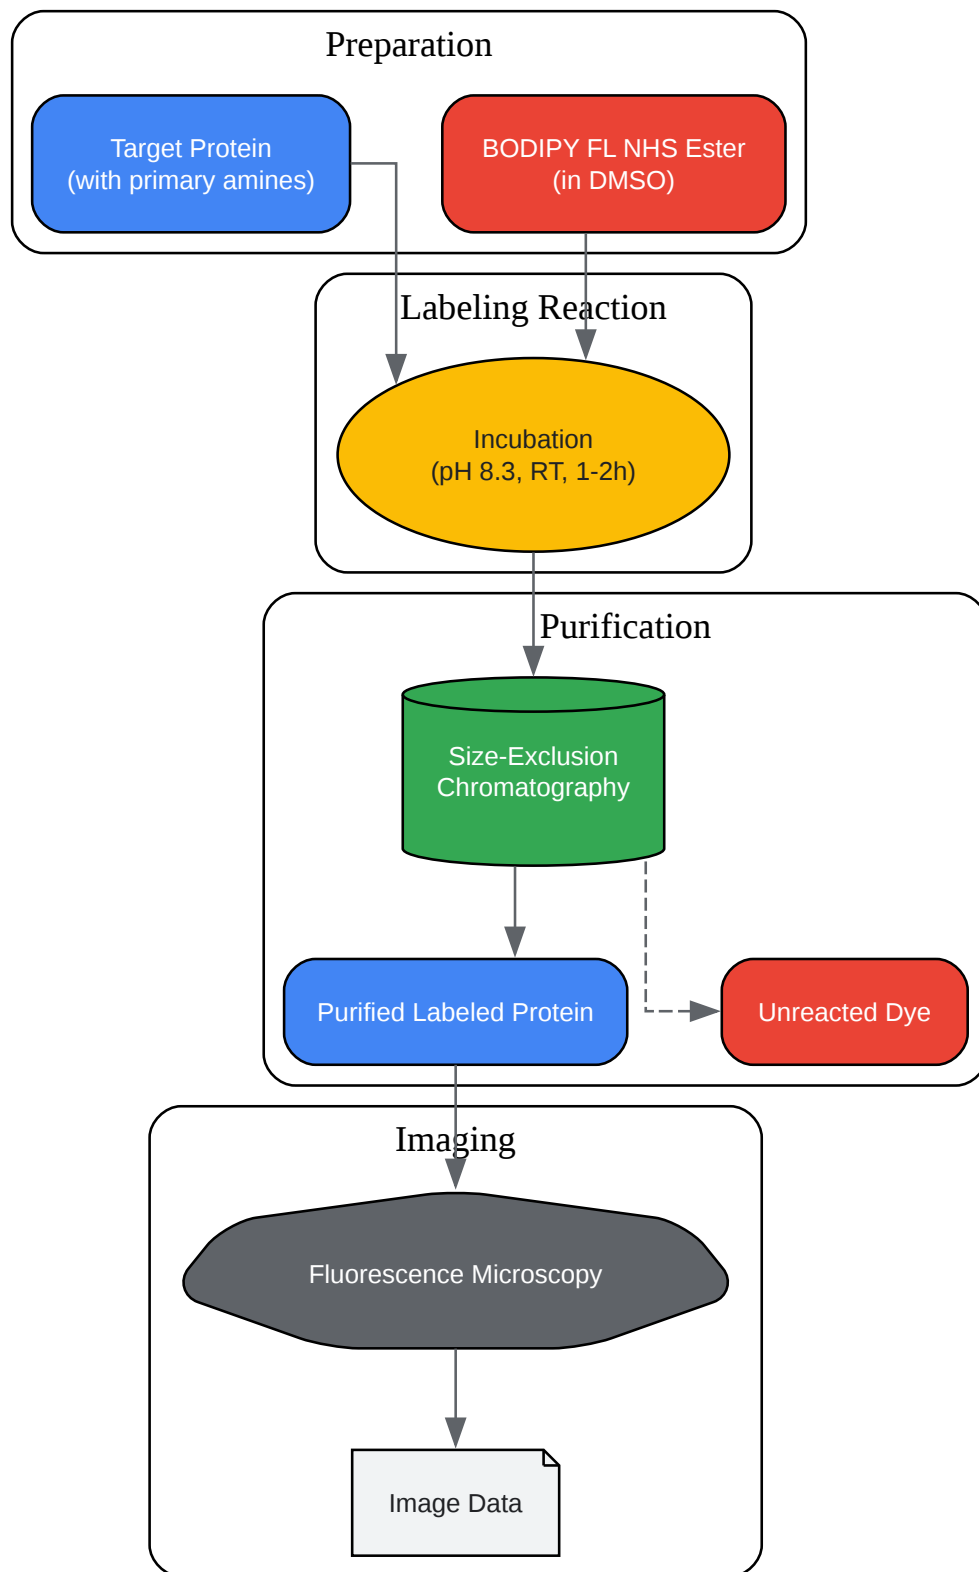 Preparation
Target Protein
(with primary amines)
BODIPY FL NHS Ester
(in DMSO)
Labeling Reaction
Incubation
(pH 8.3, RT, 1-2h)
Purification
Size-Exclusion
Chromatography
Purified Labeled Protein
Unreacted Dye
Imaging
Fluorescence Microscopy
Image Data